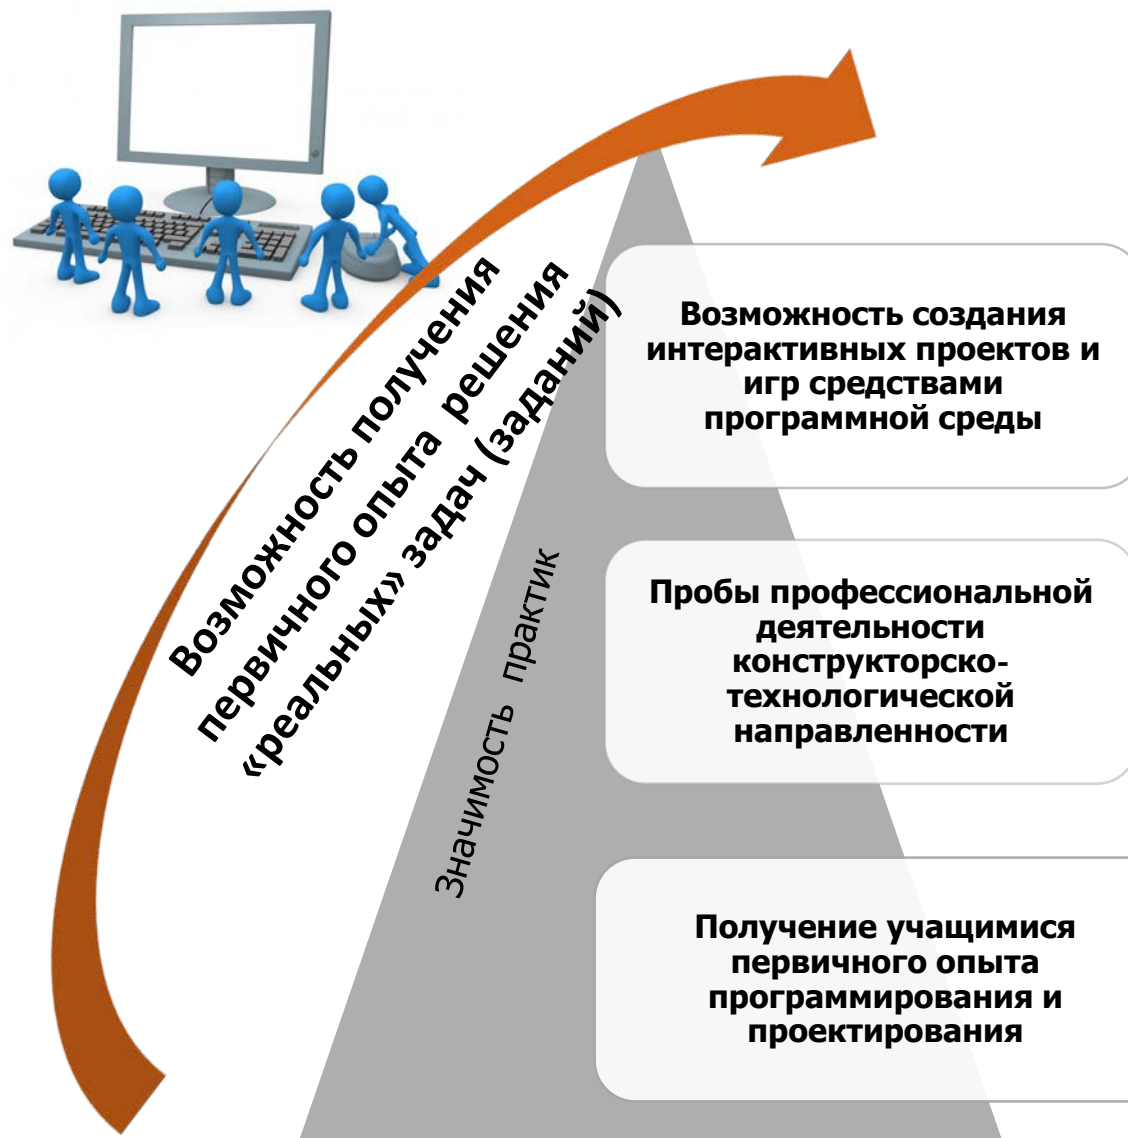 Возможность получения
первичного опыта решения
«реальных» задач (заданий)
Значимость практик
Возможность создания
интерактивных проектов и
игр средствами
программной среды
Пробы профессиональной
деятельности
конструкторско-
технологической
направленности
Получение учащимися
первичного опыта
программирования и
проектирования